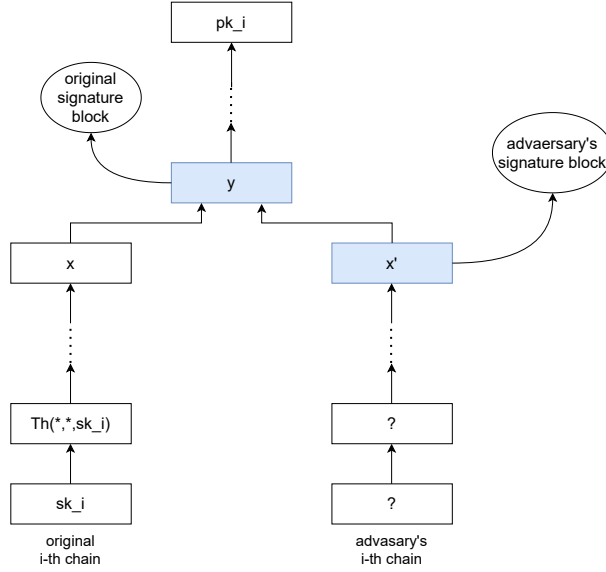 pk_i
original
signature
block
advaersary's
signature block
y
x
x'
Th(*,*,sk_i)
?
sk_i
?
original
i-th chain
advasary's
i-th chain